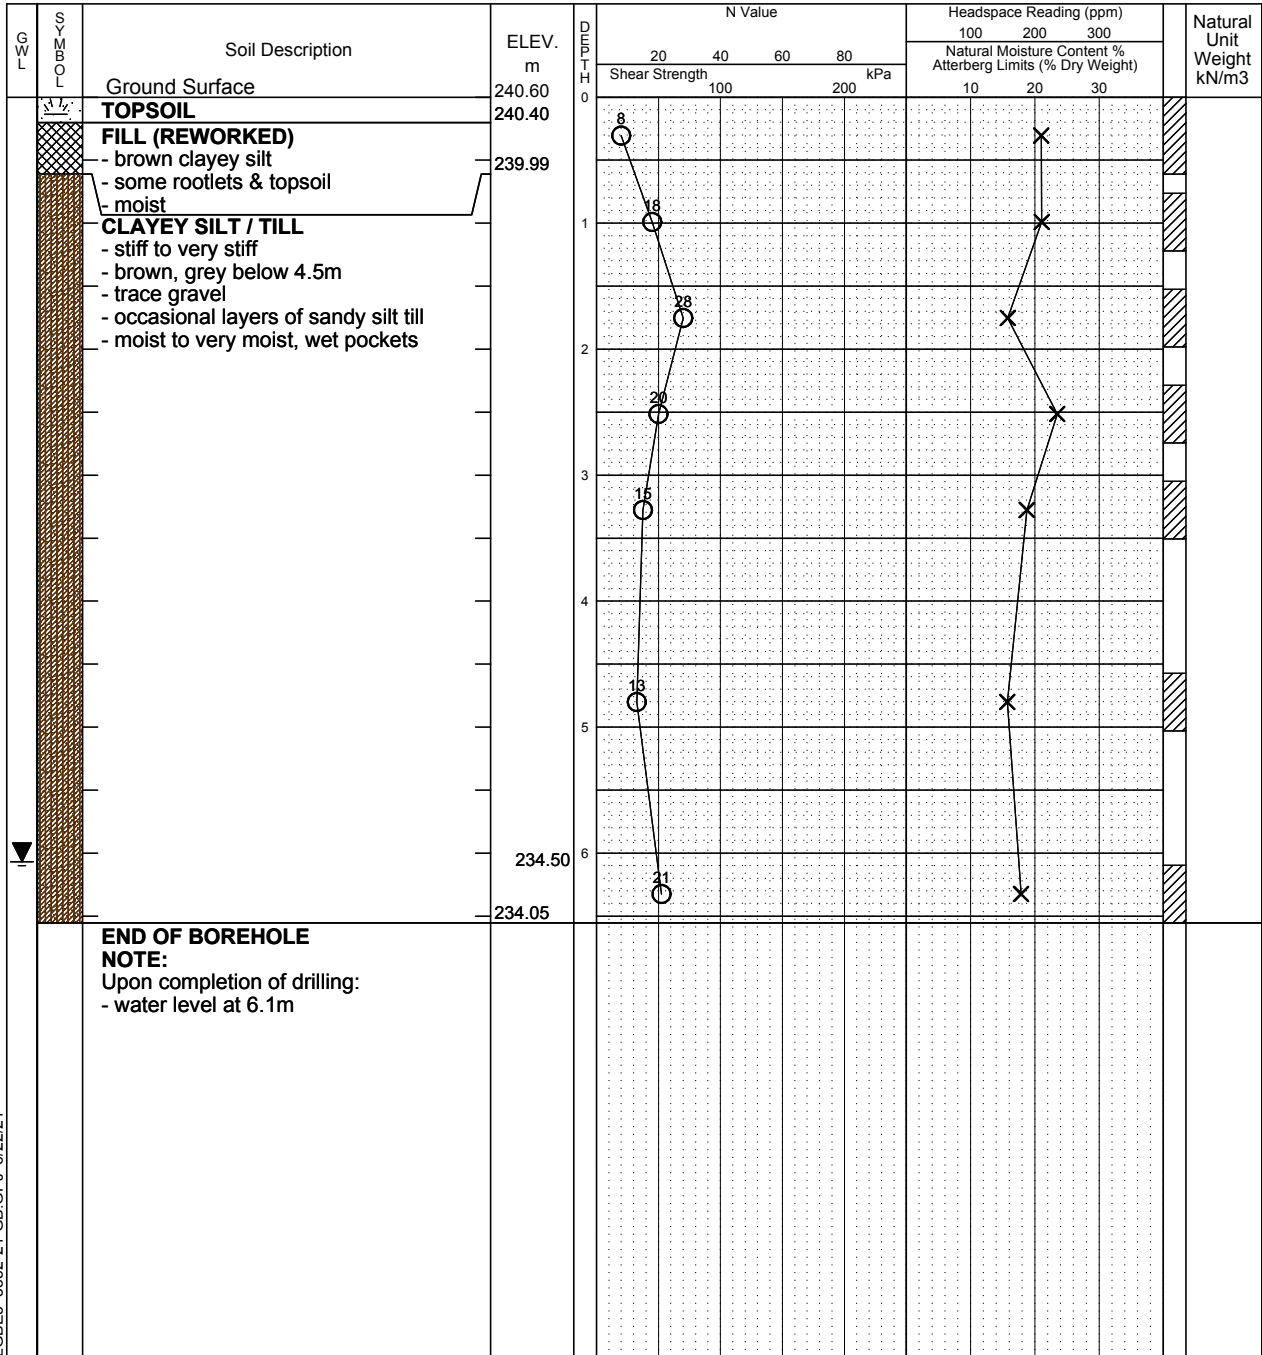 GWL
SYMBOL
Soil Description
Ground Surface
ELEV.
m
240.60
DEPTH
N Value
20 40 60 80
Shear Strength kPa
100 200
Headspace Reading (ppm)
100 200 300
Natural Moisture Content %
Atterberg Limits (% Dry Weight)
10 20 30
Natural
Unit
Weight
kN/m3
0
TOPSOIL
240.40
FILL (REWORKED)
- brown clayey silt
239.99
- some rootlets & topsoil
- moist
CLAYEY SILT / TILL
- stiff to very stiff
- brown, grey below 4.5m
- trace gravel
- occasional layers of sandy silt till
- moist to very moist, wet pockets
8
18
1
28
2
20
3
15
4
13
5
234.50
6
21
234.05
END OF BOREHOLE
NOTE:
Upon completion of drilling:
- water level at 6.1m